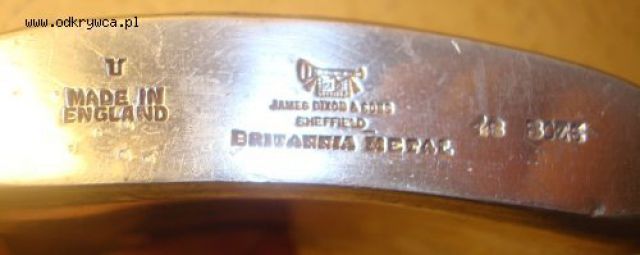 www.odkrywca.pl
U
MADE IN
ENGLAND
JAMES DIXON & SONS
SHEFFIELD
BRITANNIA METAL